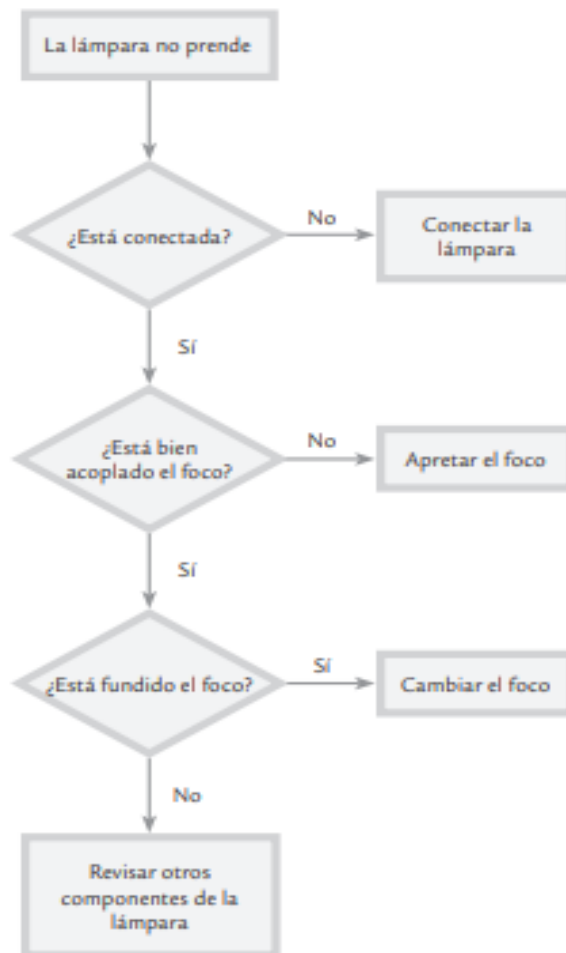 La lámpara no prende
¿Está conectada?
No
Conectar la
lámpara
Sí
¿Está bien
acoplado el foco?
No
Apretar el foco
Sí
¿Está fundido el foco?
Sí
Cambiar el foco
No
Revisar otros
componentes de la
lámpara